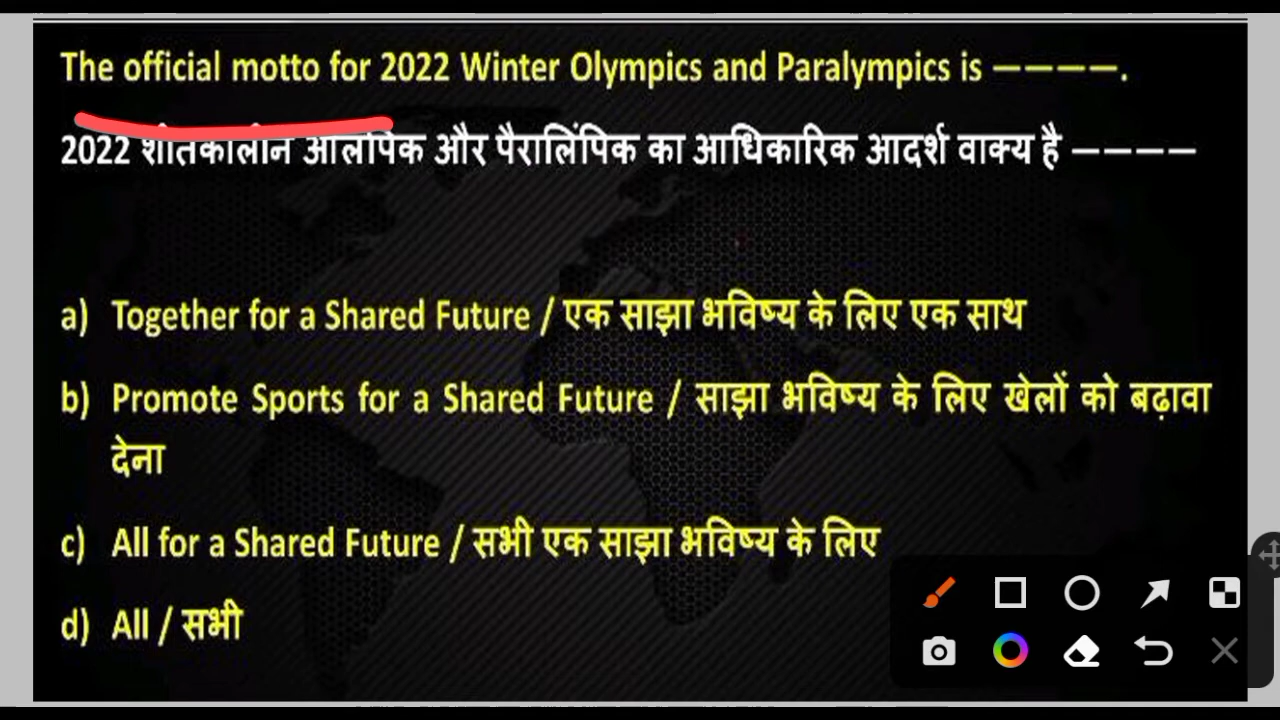 The official motto for 2022 Winter Olympics and Paralympics is ————.
2022 शीतकालीन ओलंपिक और पैरालिंपिक का आधिकारिक आदर्श वाक्य है ————
a) Together for a Shared Future / एक साझा भविष्य के लिए एक साथ
b) Promote Sports for a Shared Future / साझा भविष्य के लिए खेलों को बढ़ावा
देना
c) All for a Shared Future / सभी एक साझा भविष्य के लिए
d) All / सभी